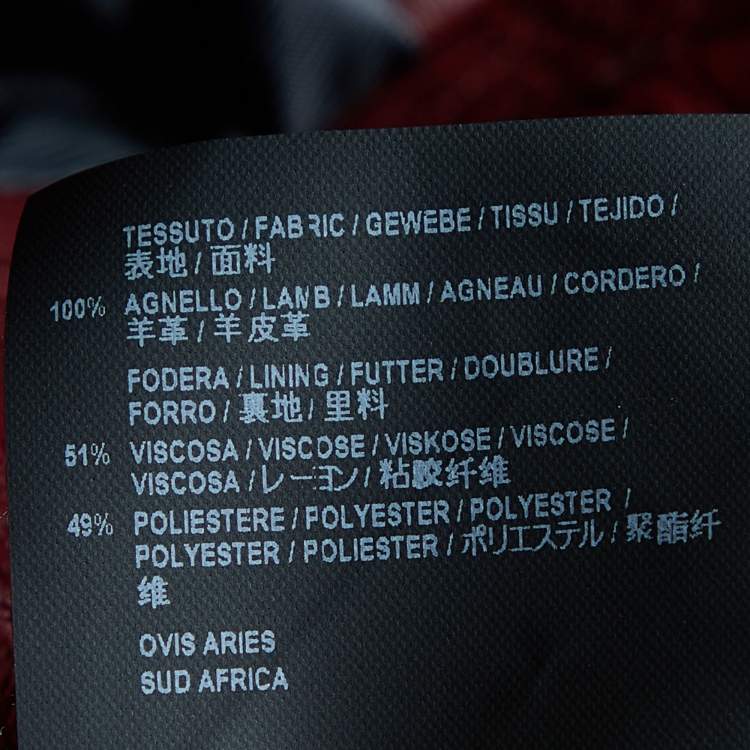 TESSUTO / FABRIC / GEWEBE / TISSU / TEJIDO /
表地 / 面料
100% AGNELLO / LAMB / LAMM / AGNEAU / CORDERO /
羊革 / 羊皮革
FODERA / LINING / FUTTER / DOUBLURE /
FORRO / 裏地 / 里料
51% VISCOSA / VISCOSE / VISKOSE / VISCOSE /
VISCOSA / レーヨン / 粘胶纤维
49% POLIESTERE / POLYESTER / POLYESTER /
POLYESTER / POLIESTER / ポリエステル / 聚酯纤
维
OVIS ARIES
SUD AFRICA